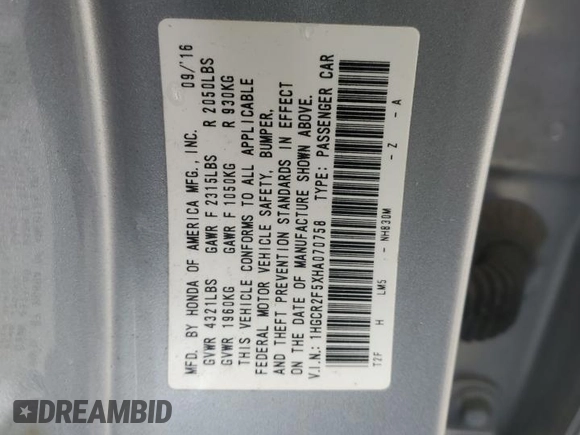 MFD. BY HONDA OF AMERICA MFG., INC. 09/'16
GVWR 4321LBS GAWR F 2315LBS R 2050LBS
GVWR 1960KG GAWR F 1050KG R 930KG
THIS VEHICLE CONFORMS TO ALL APPLICABLE
FEDERAL MOTOR VEHICLE SAFETY, BUMPER,
AND THEFT PREVENTION STANDARDS IN EFFECT
ON THE DATE OF MANUFACTURE SHOWN ABOVE.
V.I.N.: 1HGCR2F5XHA070758 TYPE: PASSENGER CAR
T2F H LM5 - NH830M - Z - A
DREAMBID